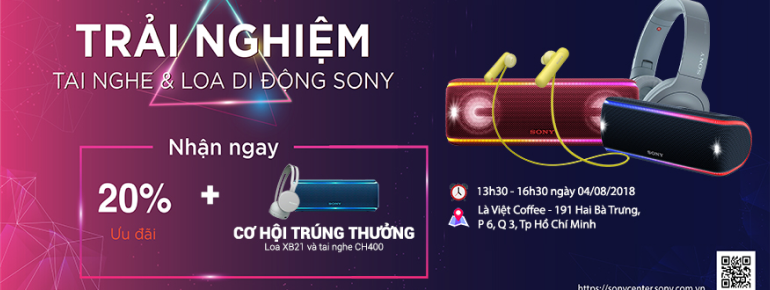 TRẢI NGHIỆM
TAI NGHE & LOA DI ĐỘNG SONY
Nhận ngay
20%
Ưu đãi
+
CƠ HỘI TRÚNG THƯỞNG
Loa XB21 và tai nghe CH400
SONY
SONY
SONY
13h30 - 16h30 ngày 04/08/2018
Là Việt Coffee - 191 Hai Bà Trưng,
P 6, Q 3, Tp Hồ Chí Minh
https://sonycenter.sony.com.vn